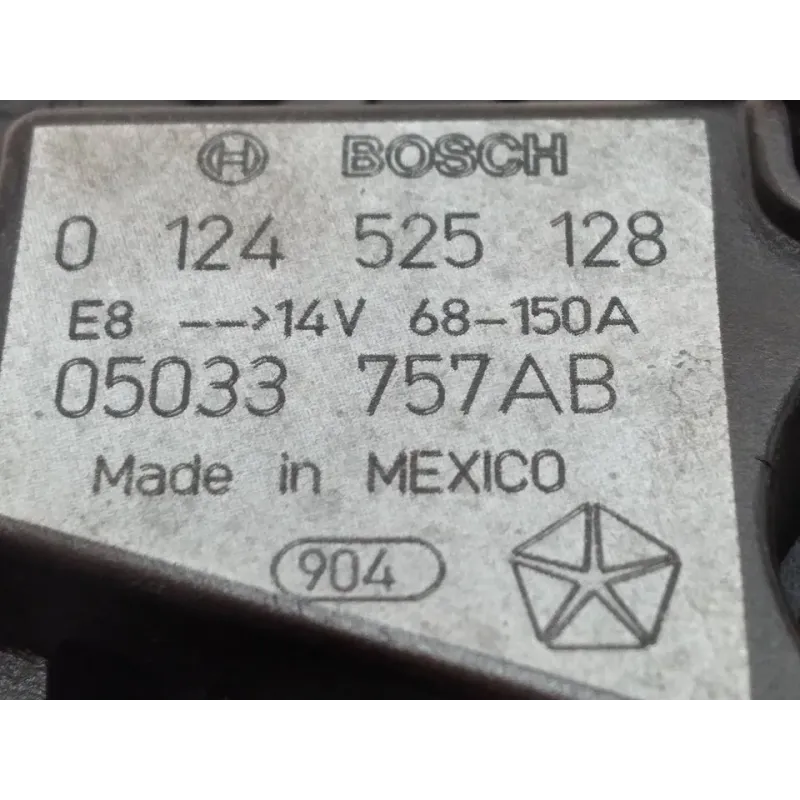 BOSCH
0 124 525 128
E8 -->14V 68-150A
05033 757AB
Made in MEXICO
904